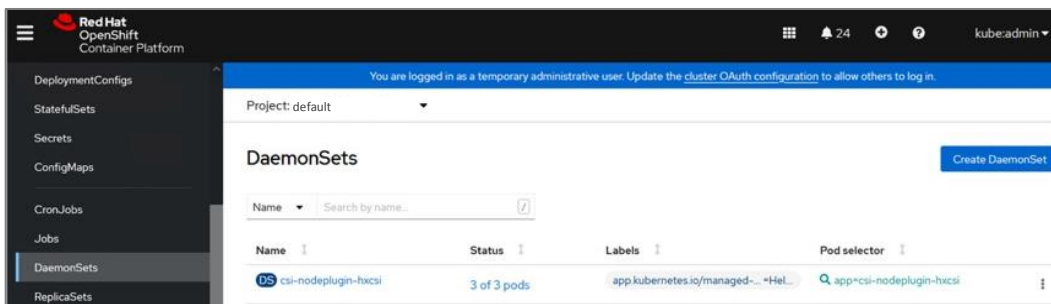 Red Hat
OpenShift
Container Platform
24
kube:admin
DeploymentConfigs
StatefulSets
Secrets
ConfigMaps
CronJobs
Jobs
DaemonSets
ReplicaSets
You are logged in as a temporary administrative user. Update the cluster OAuth configuration to allow others to log in.
Project: default
DaemonSets
Create DaemonSet
Name Search by name... /
Name Status Labels Pod selector
DS csi-nodeplugin-hxcsi 3 of 3 pods app.kubernetes.io/managed-... =Hel... app=csi-nodeplugin-hxcsi